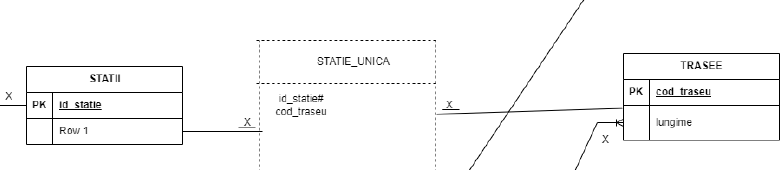 STATII
X
PK id_statie
Row 1
X
STATIE_UNICA
id_statie#
cod_traseu
X
TRASEE
PK cod_traseu
lungime
X